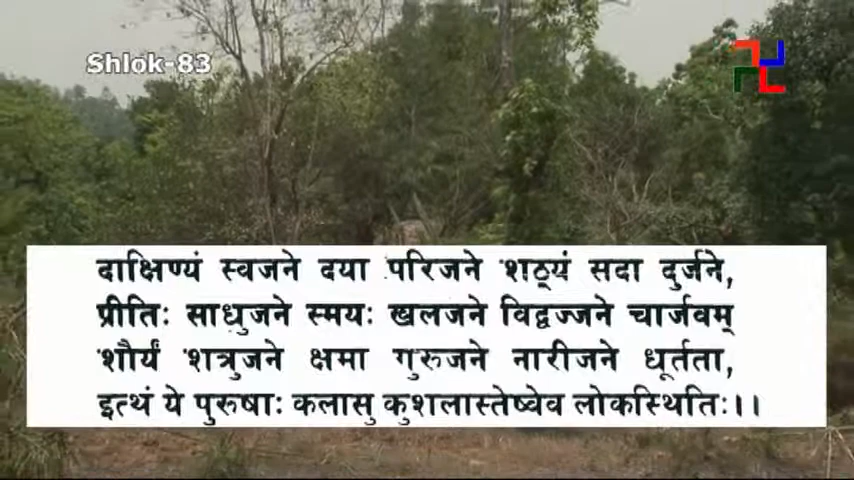 Shlok-83
दाक्षिण्यं स्वजने दया परिजने शठ्यं सदा दुर्जने,
प्रीतिः साधुजने स्मयः खलजने विद्वज्जने चार्जवम्
शौर्यं शत्रुजने क्षमा गुरुजने नारीजने धूर्तता,
इत्थं ये पुरुषाः कलासु कुशलास्तेष्वेव लोकस्थितिः।।